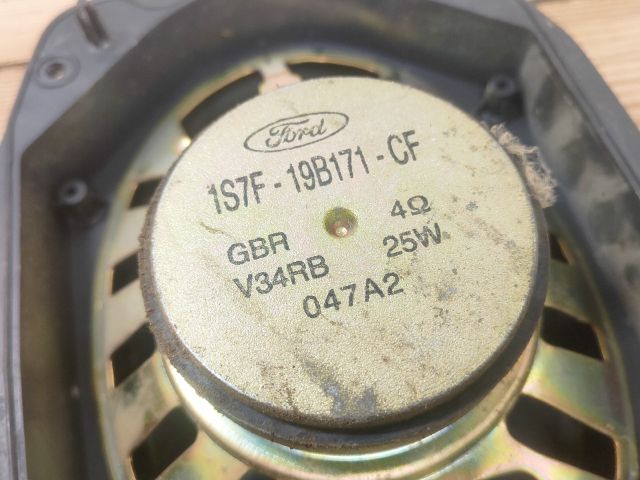 Ford
1S7F-19B171-CF
GBR 4Ω
V34RB 25W
047A2